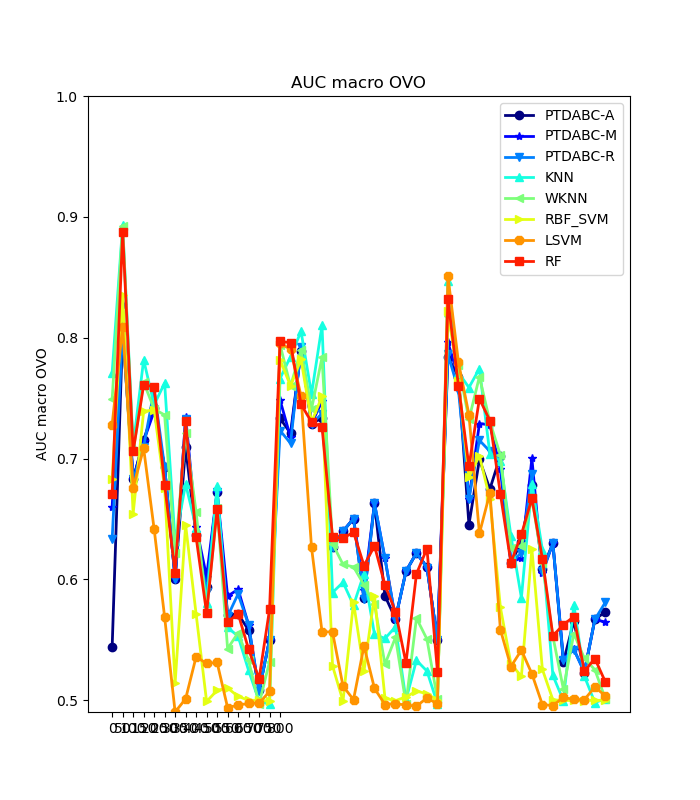 AUC macro OVO
1.0
PTDABC-A
PTDABC-M
PTDABC-R
KNN
WKNN
RBF_SVM
LSVM
RF
0.9
0.8
0.7
0.6
0.5
AUC macro OVO